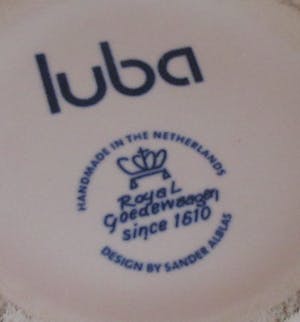 luba
HANDMADE IN THE NETHERLANDS
Royal
Goedewaagen
since 1610
DESIGN BY SANDER ALBLAS